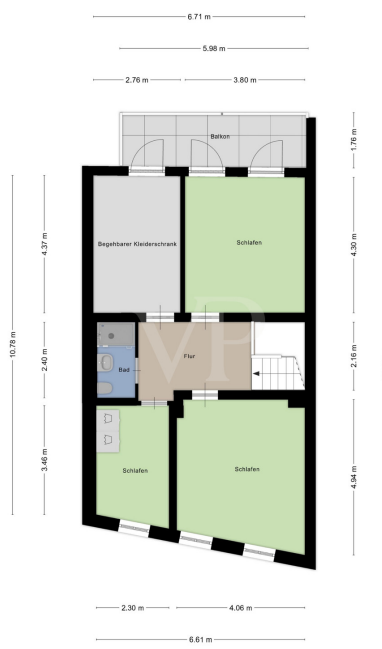 6.71 m
5.98 m
2.76 m
3.80 m
Balkon
1.76 m
Begehbarer Kleiderschrank
Schlafen
4.37 m
4.30 m
10.78 m
VP
Bad
Flur
2.40 m
2.16 m
Schlafen
Schlafen
3.46 m
4.94 m
2.30 m
4.06 m
6.61 m